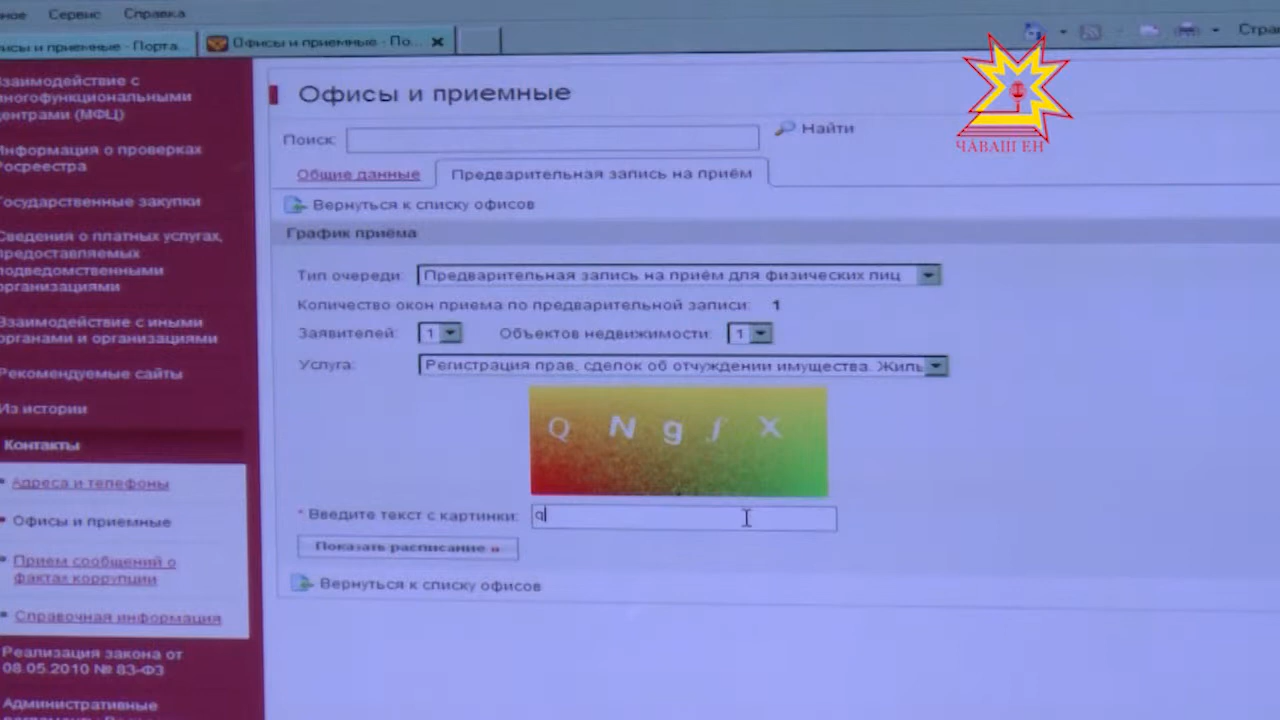 Сервис Справка
Офисы и приемные - Порта...
Офисы и приемные - По...
Взаимодействие с
многофункциональными
центрами (МФЦ)
Информация о проверках
Росреестра
Государственные закупки
Сведения о платных услугах,
предоставляемых
подведомственными
организациями
Взаимодействие с иными
органами и организациями
Рекомендуемые сайты
Из истории
Контакты
Адреса и телефоны
Офисы и приемные
Прием сообщений о
фактах коррупции
Справочная информация
Реализация закона от
08.05.2010 № 83-ФЗ
Административные
Офисы и приемные
Поиск:
Найти
ЧĂВАШ ЕН
Общие данные
Предварительная запись на приём
Вернуться к списку офисов
График приёма
Тип очереди: Предварительная запись на приём для физических лиц
Количество окон приема по предварительной записи: 1
Заявителей: 1 Объектов недвижимости: 1
Услуга: Регистрация прав, сделок об отчуждении имущества. Жиль
Q N g f X
* Введите текст с картинки: q
Показать расписание »
Вернуться к списку офисов